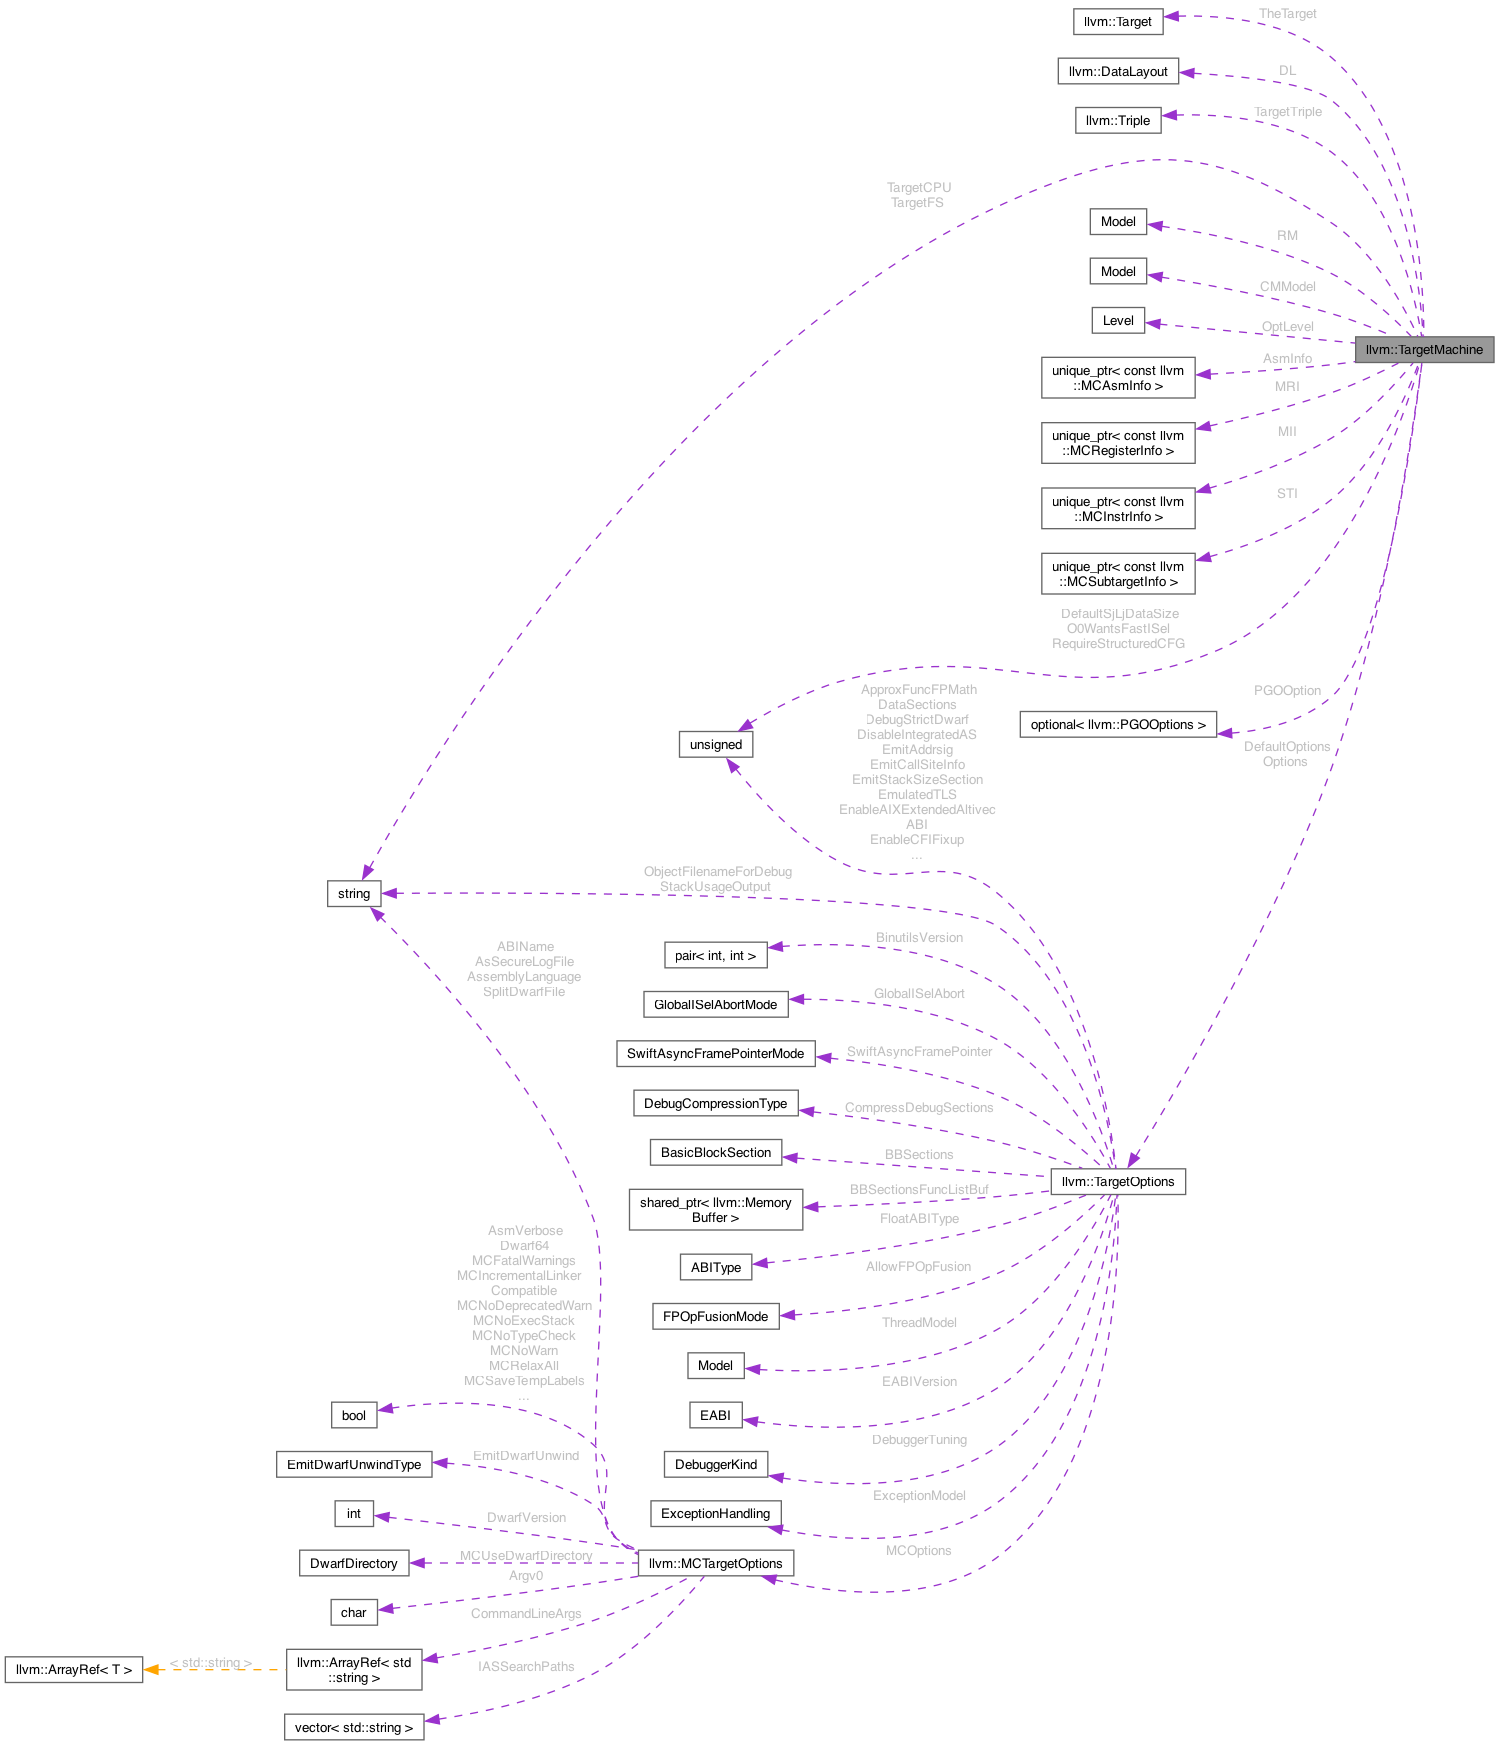 llvm::Target
TheTarget
llvm::DataLayout
DL
llvm::Triple
TargetTriple
TargetCPU
TargetFS
Model
RM
Model
CMModel
Level
OptLevel
llvm::TargetMachine
unique_ptr< const llvm
::MCAsmInfo >
AsmInfo
unique_ptr< const llvm
::MCRegisterInfo >
MRI
unique_ptr< const llvm
::MCInstrInfo >
MII
unique_ptr< const llvm
::MCSubtargetInfo >
STI
DefaultSjLjDataSize
O0WantsFastISel
RequireStructuredCFG
PGOOption
optional< llvm::PGOOptions >
DefaultOptions
Options
unsigned
ApproxFuncFPMath
DataSections
DebugStrictDwarf
DisableIntegratedAS
EmitAddrsig
EmitCallSiteInfo
EmitStackSizeSection
EmulatedTLS
EnableAIXExtendedAltivec
ABI
EnableCFIFixup
...
string
ObjectFilenameForDebug
StackUsageOutput
ABIName
AsSecureLogFile
AssemblyLanguage
SplitDwarfFile
pair< int, int >
BinutilsVersion
GlobalISelAbortMode
GlobalISelAbort
SwiftAsyncFramePointerMode
SwiftAsyncFramePointer
DebugCompressionType
CompressDebugSections
BasicBlockSection
BBSections
llvm::TargetOptions
shared_ptr< llvm::Memory
Buffer >
BBSectionsFuncListBuf
ABIType
FloatABIType
FPOpFusionMode
AllowFPOpFusion
Model
ThreadModel
EABI
EABIVersion
DebuggerKind
DebuggerTuning
ExceptionHandling
ExceptionModel
MCOptions
AsmVerbose
Dwarf64
MCFatalWarnings
MCIncrementalLinker
Compatible
MCNoDeprecatedWarn
MCNoExecStack
MCNoTypeCheck
MCNoWarn
MCRelaxAll
MCSaveTempLabels
...
bool
EmitDwarfUnwindType
EmitDwarfUnwind
int
DwarfVersion
llvm::MCTargetOptions
DwarfDirectory
MCUseDwarfDirectory
char
Argv0
CommandLineArgs
llvm::ArrayRef< T >
< std::string >
llvm::ArrayRef< std
::string >
IASSearchPaths
vector< std::string >